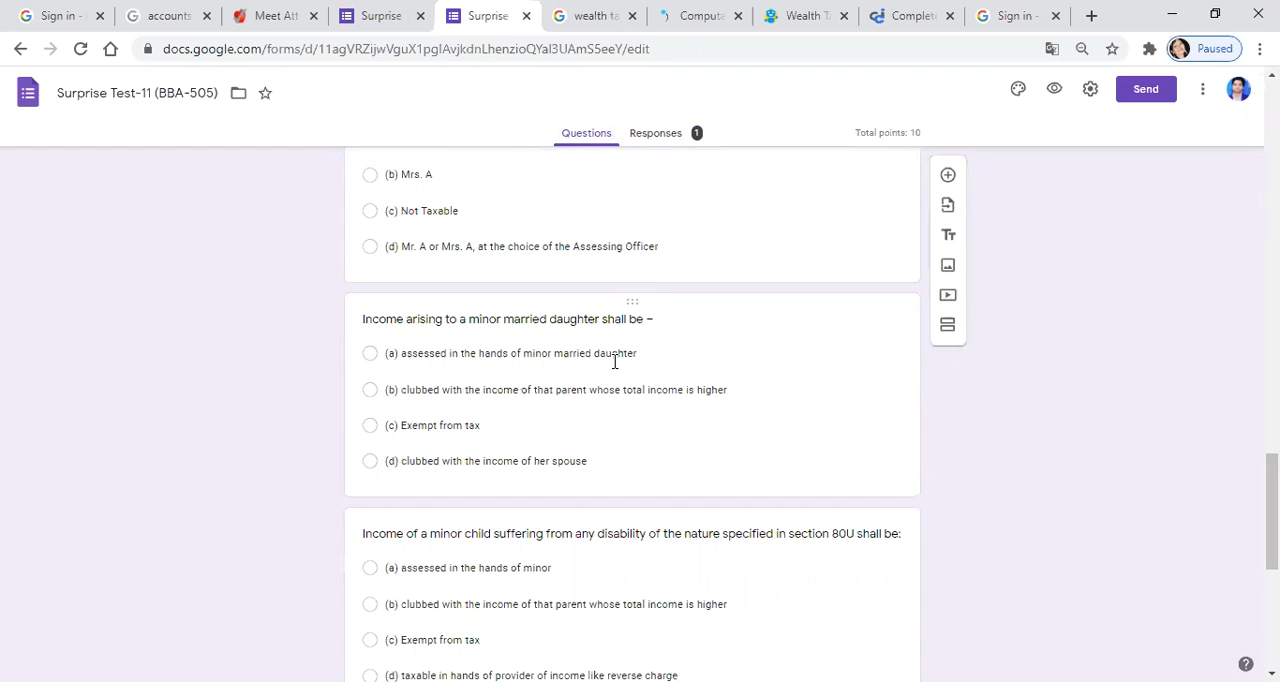 Sign in -
accounts
Meet Att
Surprise
Surprise
wealth ta
Computa
Wealth T
Complete
Sign in -
docs.google.com/forms/d/11agVRZijwVguX1pgIAvjkdnLhenzioQYal3UAmS5eeY/edit
Paused
Surprise Test-11 (BBA-505)
Send
Questions
Responses 1
Total points: 10
(b) Mrs. A
(c) Not Taxable
(d) Mr. A or Mrs. A, at the choice of the Assessing Officer
Income arising to a minor married daughter shall be –
(a) assessed in the hands of minor married daughter
(b) clubbed with the income of that parent whose total income is higher
(c) Exempt from tax
(d) clubbed with the income of her spouse
Income of a minor child suffering from any disability of the nature specified in section 80U shall be:
(a) assessed in the hands of minor
(b) clubbed with the income of that parent whose total income is higher
(c) Exempt from tax
(d) taxable in hands of provider of income like reverse charge